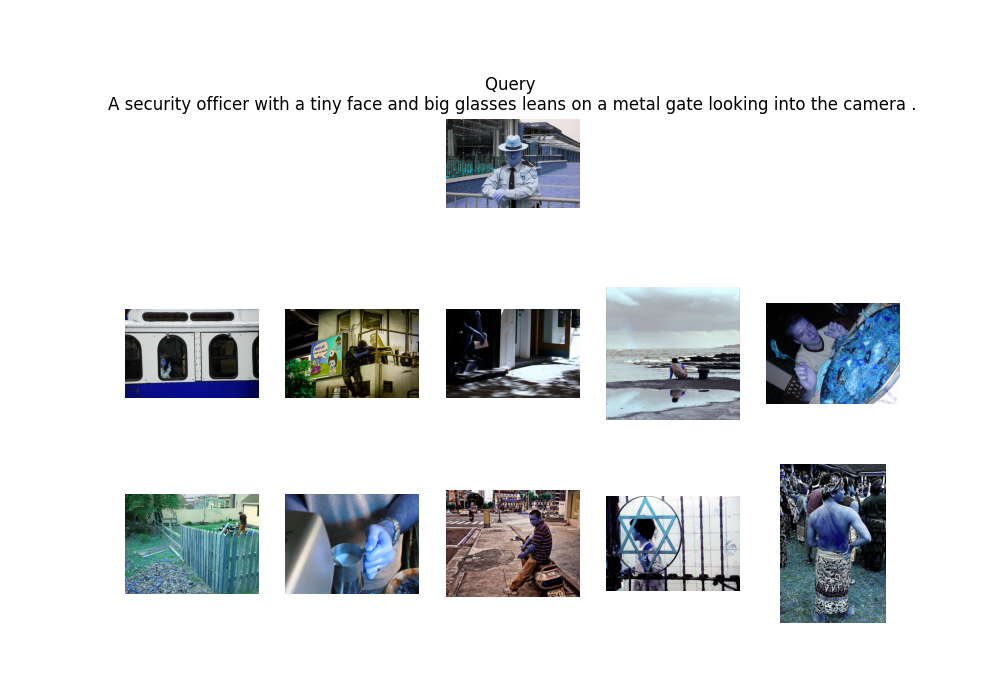 Query
A security officer with a tiny face and big glasses leans on a metal gate looking into the camera .